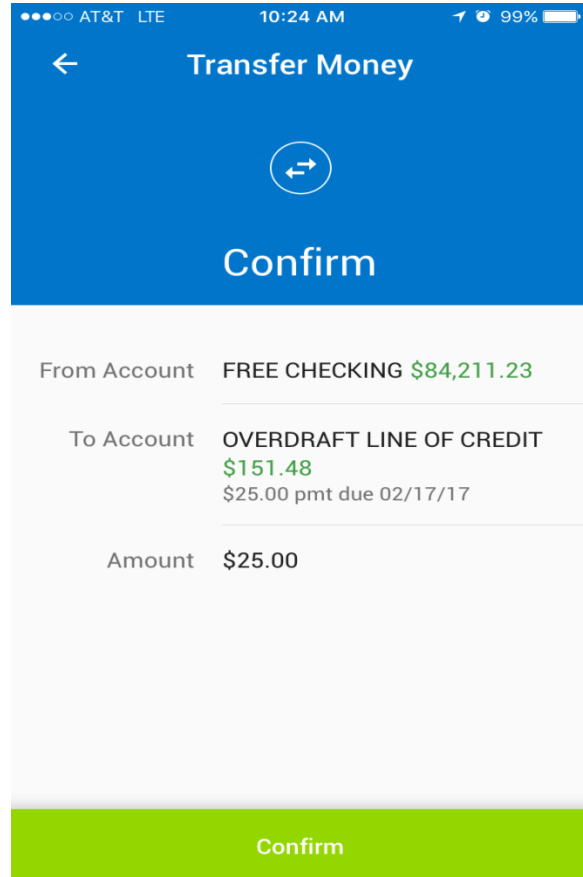 AT&T LTE 10:24 AM 99%
Transfer Money
Confirm
From Account FREE CHECKING $84,211.23
To Account OVERDRAFT LINE OF CREDIT
$151.48
$25.00 pmt due 02/17/17
Amount $25.00
Confirm